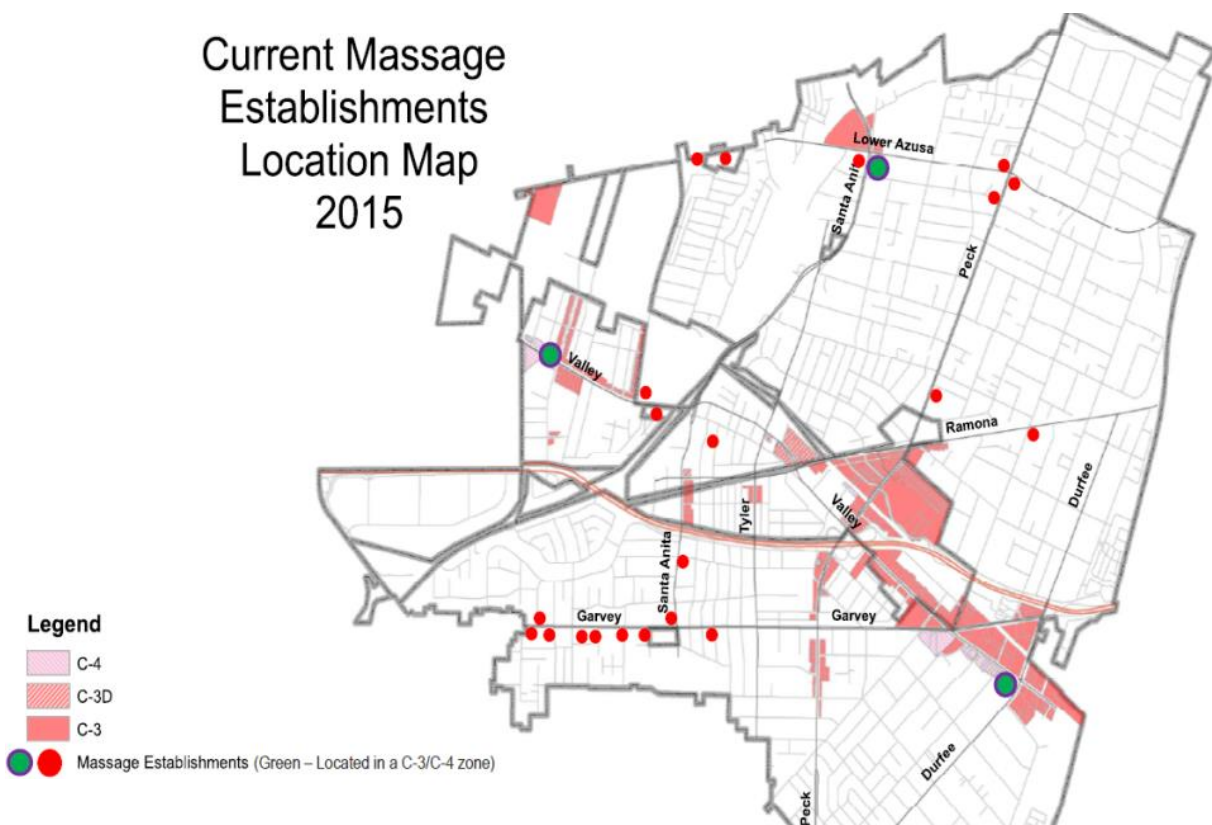 Current Massage
Establishments
Location Map
2015
Lower Azusa
Santa Anita
Peck
Valley
Ramona
Durfee
Valley
Tyler
Santa Anita
Garvey
Garvey
Durfee
Peck
Legend
C-4
C-3D
C-3
Massage Establishments (Green – Located in a C-3/C-4 zone)